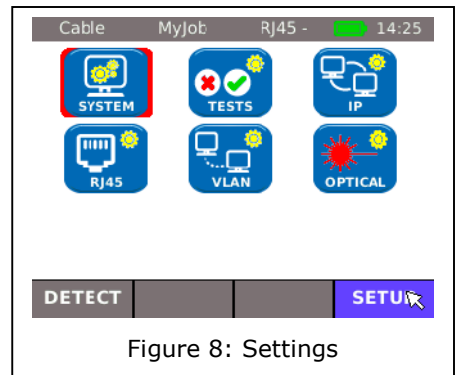 Cable MyJob RJ45 - 14:25
SYSTEM TESTS IP
RJ45 VLAN OPTICAL
DETECT SETUP
Figure 8: Settings